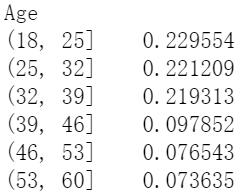 Age
(18, 25]    0.229554
(25, 32]    0.221209
(32, 39]    0.219313
(39, 46]    0.097852
(46, 53]    0.076543
(53, 60]    0.073635